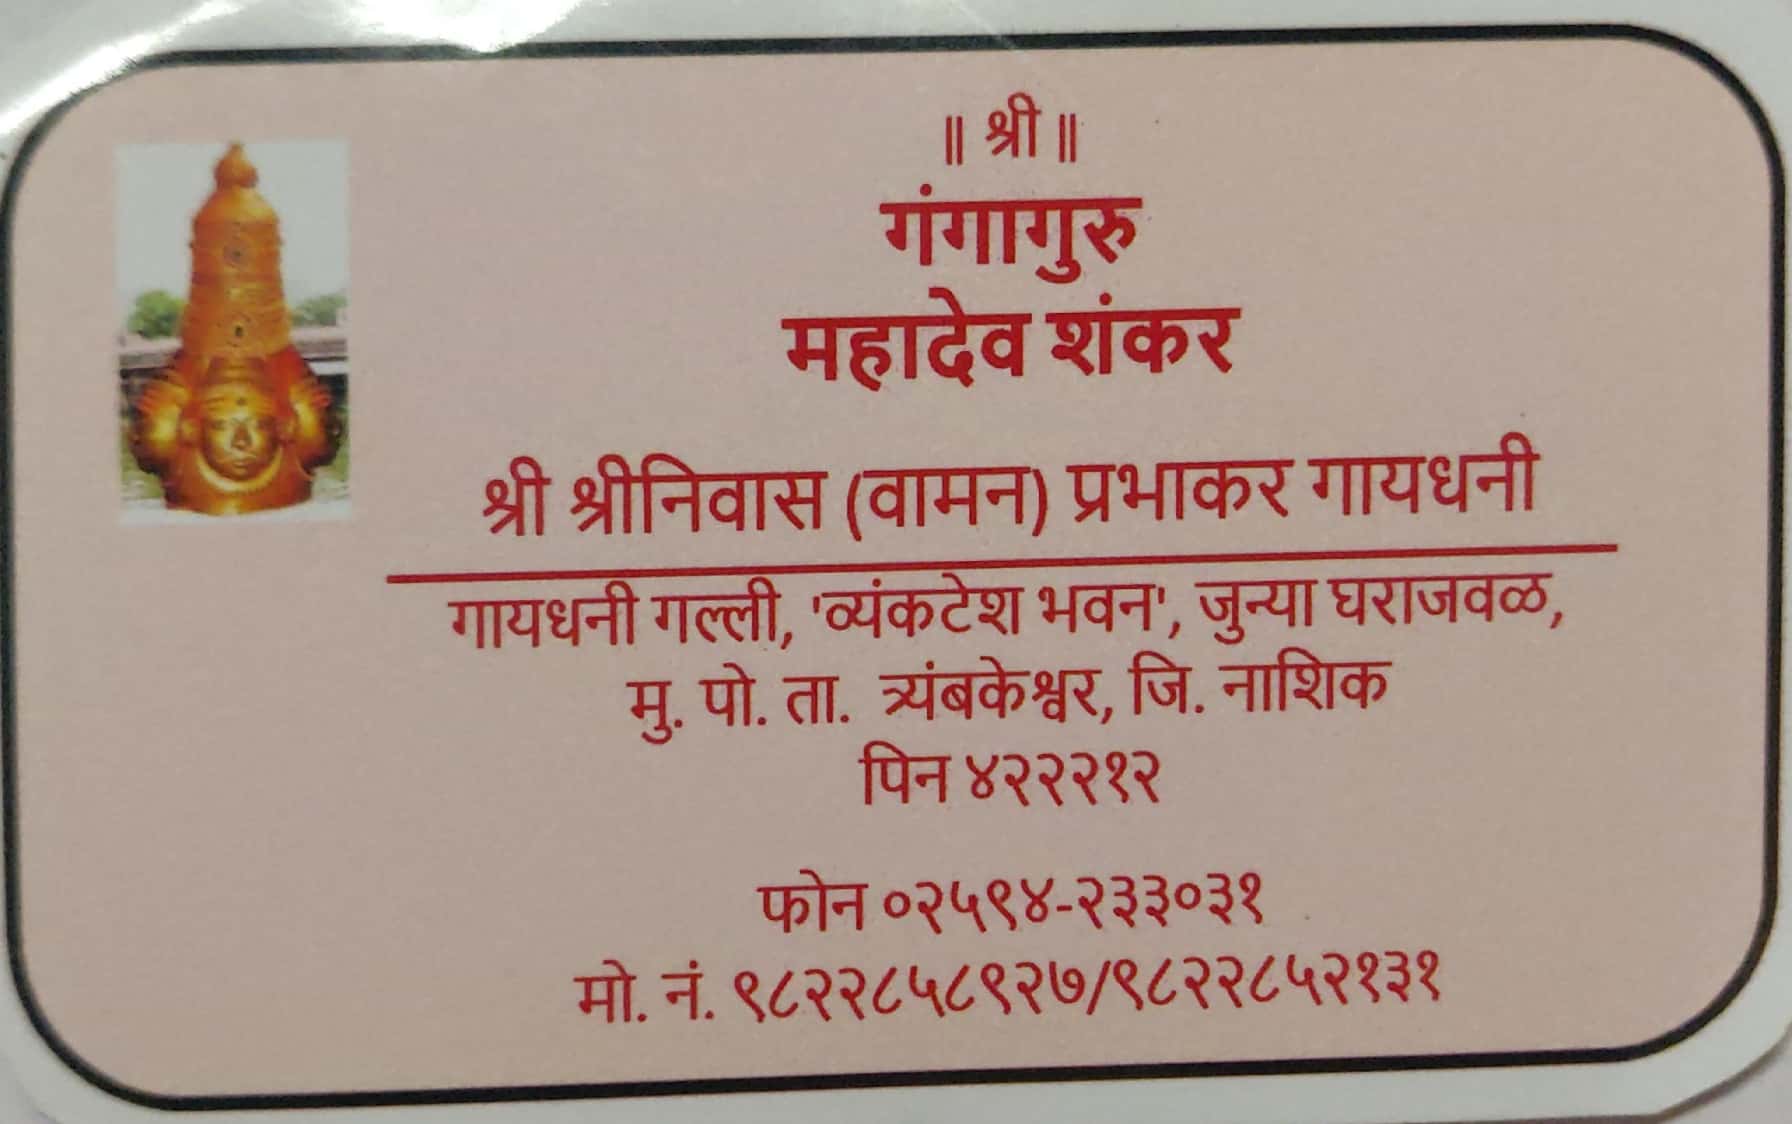 ॥ श्री ॥
गंगागुरु
महादेव शंकर
श्री श्रीनिवास (वामन) प्रभाकर गायधनी
गायधनी गल्ली, 'व्यंकटेश भवन', जुन्या घराजवळ,
मु. पो. ता. त्र्यंबकेश्वर, जि. नाशिक
पिन ४२२२१२
फोन ०२५९४-२३३०३१
मो. नं. ९८२२८५८९२७/९८२२८५२१३१